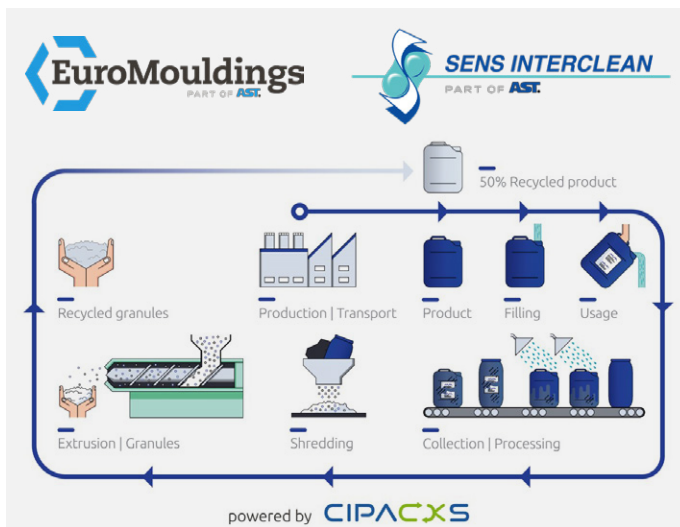 EuroMouldings
PART OF AST.
SENS INTERCLEAN
PART OF AST.
50% Recycled product
Recycled granules
Production | Transport
Product
Filling
Usage
Extrusion | Granules
Shredding
Collection | Processing
powered by CIPACXS